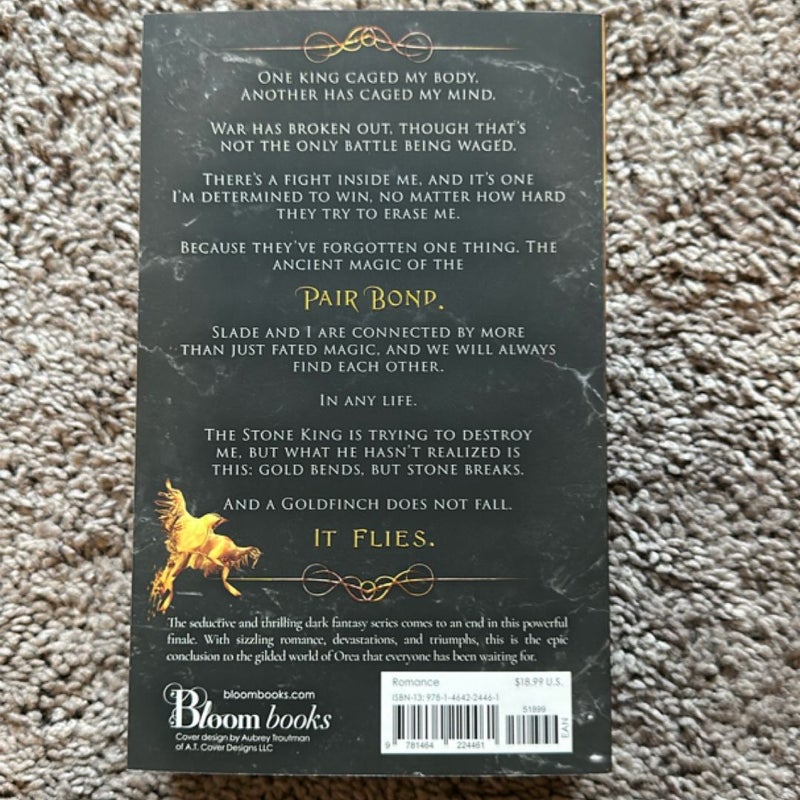 One king caged my body.
Another has caged my mind.
War has broken out, though that's
not the only battle being waged.
There's a fight inside me, and it's one
I'm determined to win, no matter how hard
they try to erase me.
Because they've forgotten one thing. The
ancient magic of the
Pair Bond.
Slade and I are connected by more
than just fated magic, and we will always
find each other.
In any life.
The Stone King is trying to destroy
me, but what he hasn't realized is
this: gold bends, but stone breaks.
And a Goldfinch does not fall.
It Flies.
The seductive and thrilling dark fantasy series comes to an end in this powerful
finale. With sizzling romance, devastations, and triumphs, this is the epic
conclusion to the gilded world of Orea that everyone has been waiting for.
bloombooks.com
Bloom books
Cover design by Aubrey Troutman
of A.T. Cover Designs LLC
Romance $18.99 U.S.
ISBN-13: 978-1-4642-2446-1
51899
EAN
9 781464 224461